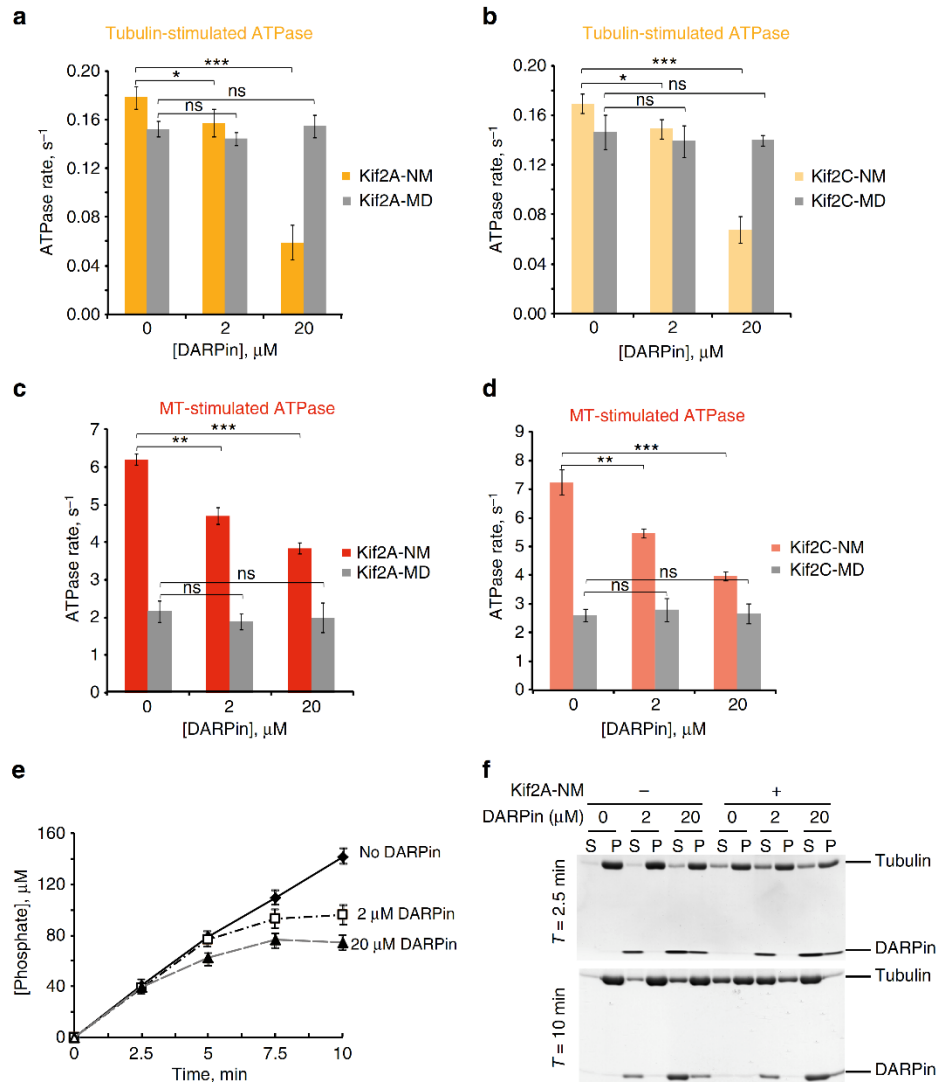 a
Tubulin-stimulated ATPase
ATPase rate, s⁻¹
0.20
0.16
0.12
0.08
0.04
0.00
***
*
ns
ns
Kif2A-NM
Kif2A-MD
0 2 20
[DARPin], μM
b
Tubulin-stimulated ATPase
ATPase rate, s⁻¹
0.20
0.16
0.12
0.08
0.04
0.00
***
*
ns
ns
Kif2C-NM
Kif2C-MD
0 2 20
[DARPin], μM
c
MT-stimulated ATPase
ATPase rate, s⁻¹
7
6
5
4
3
2
1
0
***
**
ns
ns
Kif2A-NM
Kif2A-MD
0 2 20
[DARPin], μM
d
MT-stimulated ATPase
ATPase rate, s⁻¹
9
8
7
6
5
4
3
2
1
0
***
**
ns
ns
Kif2C-NM
Kif2C-MD
0 2 20
[DARPin], μM
e
[Phosphate], μM
160
120
80
40
0
No DARPin
2 μM DARPin
20 μM DARPin
0 2.5 5 7.5 10
Time, min
f
Kif2A-NM – +
DARPin (μM) 0 2 20 0 2 20
S P S P S P S P S P S P
T = 2.5 min
Tubulin
DARPin
T = 10 min
Tubulin
DARPin